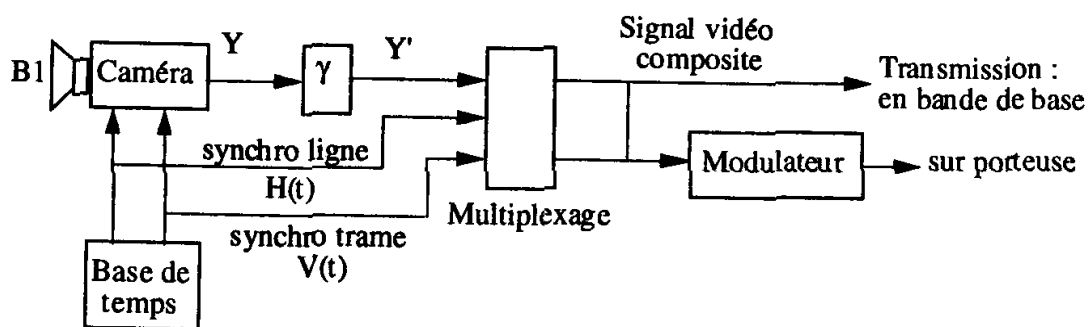 B1
Caméra
Y
γ
Y'
Signal vidéo
composite
Transmission :
en bande de base
Modulateur
sur porteuse
synchro ligne
H(t)
Multiplexage
synchro trame
V(t)
Base de
temps